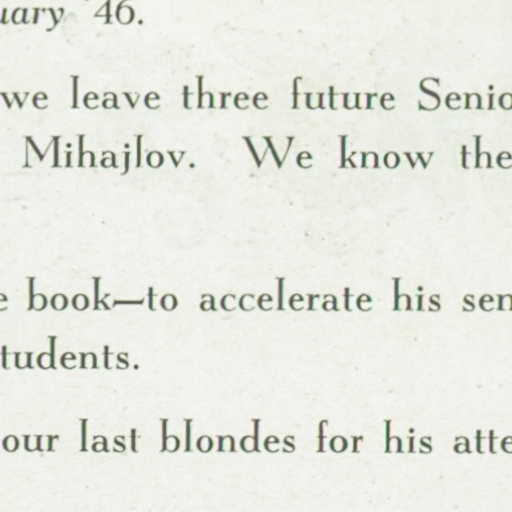 uary '46.
we leave three future Senio
Mihajlov. We know the
e book—to accelerate his sen
tudents.
our last blondes for his atte